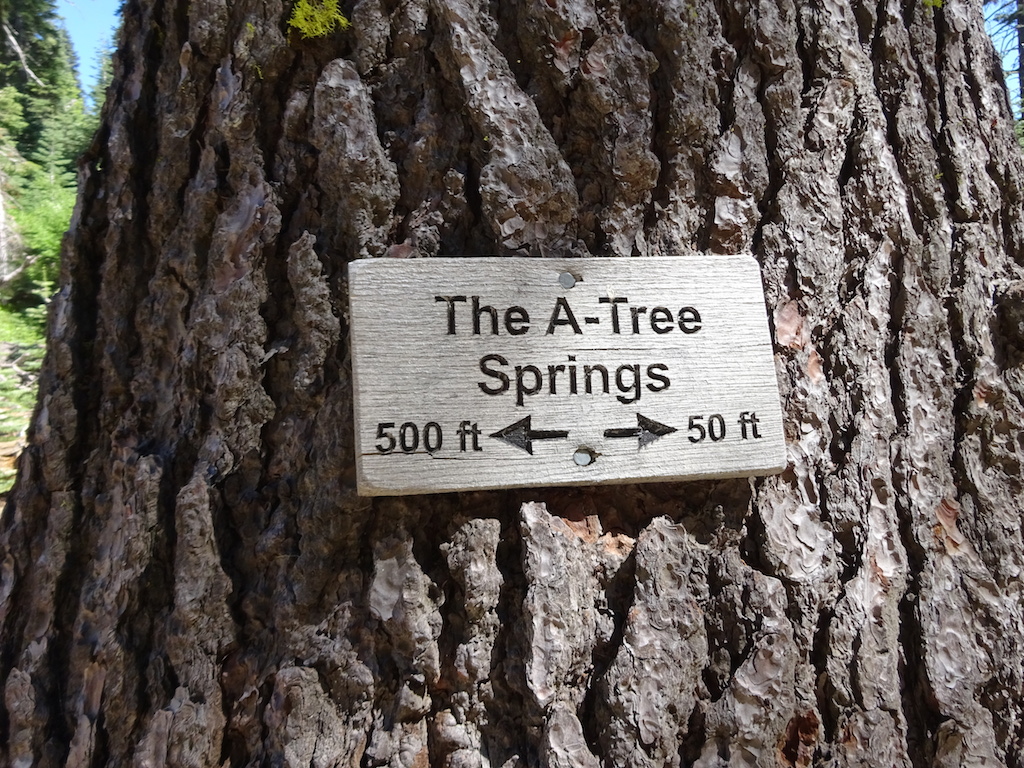 The A-Tree
Springs
500 ft ← → 50 ft